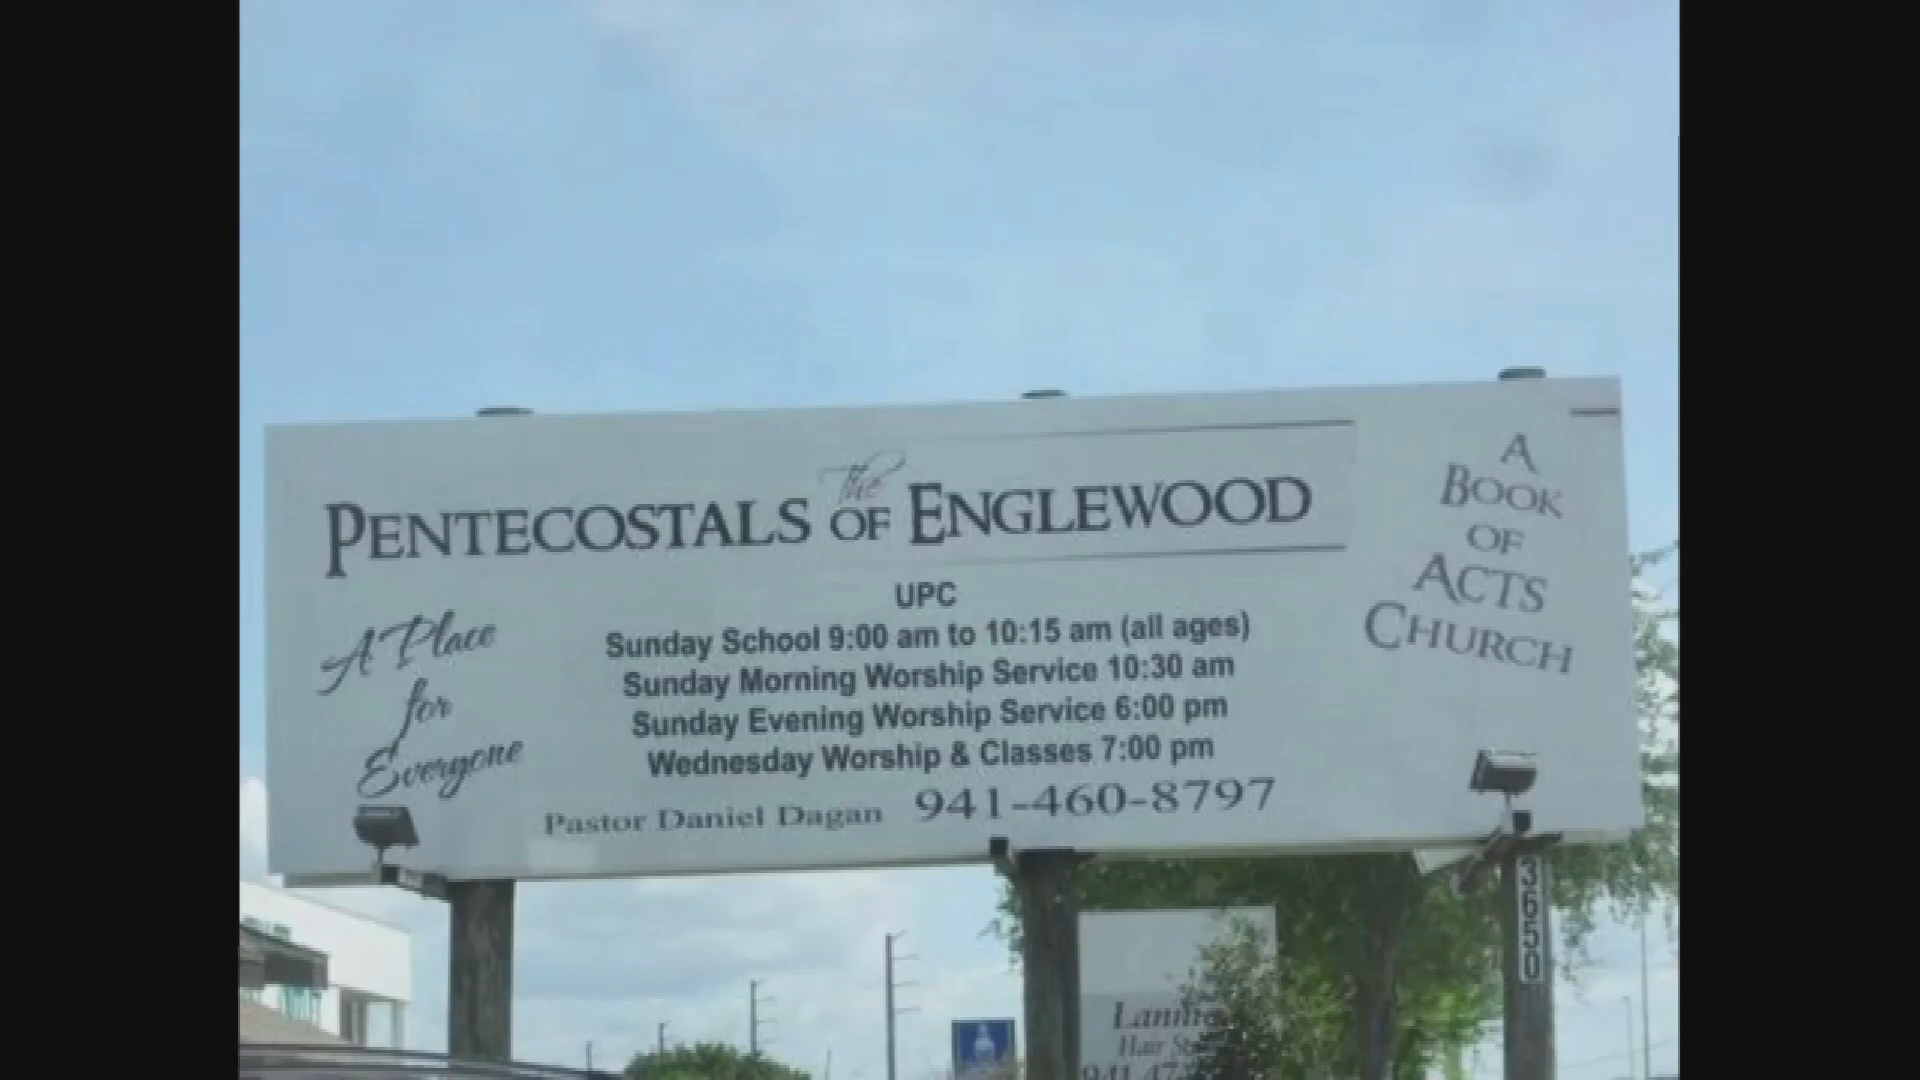 The
PENTECOSTALS OF ENGLEWOOD
UPC
Sunday School 9:00 am to 10:15 am (all ages)
Sunday Morning Worship Service 10:30 am
Sunday Evening Worship Service 6:00 pm
Wednesday Worship & Classes 7:00 pm
Pastor Daniel Dagan 941-460-8797
A Place
for
Everyone
A
BOOK
OF
ACTS
CHURCH
3650
Hair